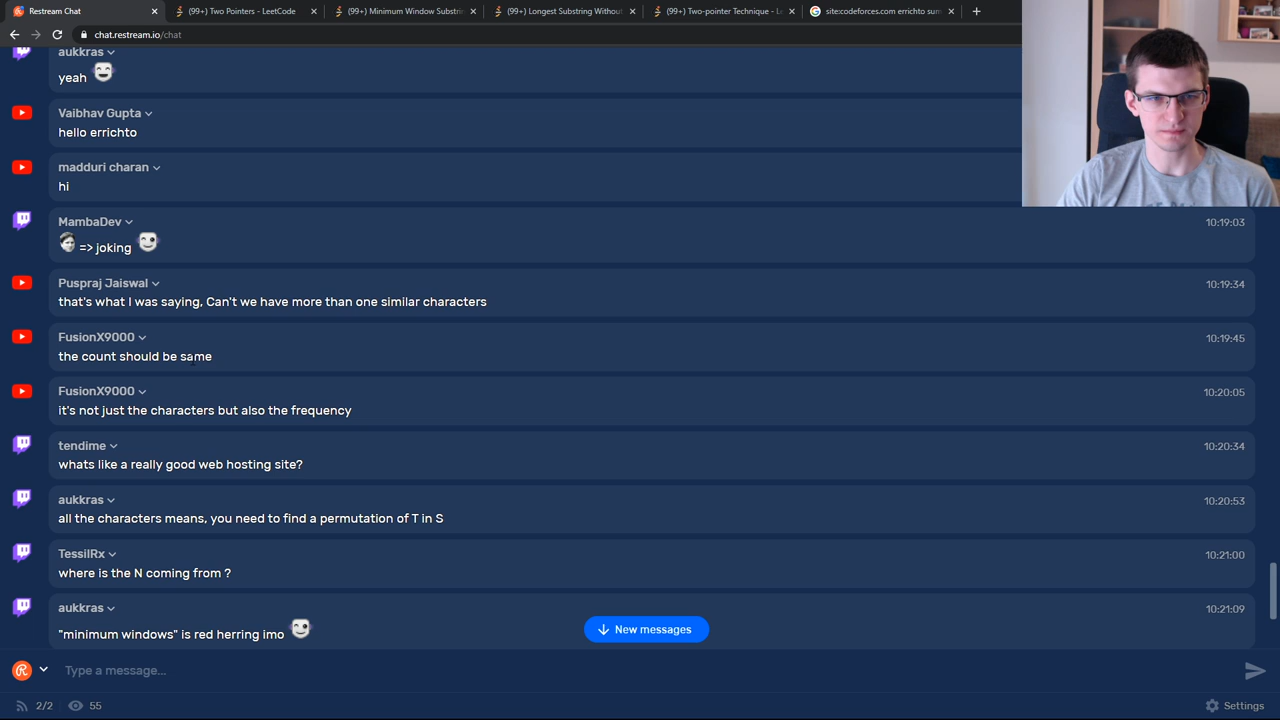 Restream Chat
(99+) Two Pointers - LeetCode
(99+) Minimum Window Substri
(99+) Longest Substring Without
(99+) Two-pointer Technique - Le
site:codeforces.com errichto sum
chat.restream.io/chat
aukkras
yeah
Vaibhav Gupta
hello errichto
madduri charan
hi
MambaDev
10:19:03
=> joking
Puspraj Jaiswal
10:19:34
that's what I was saying, Can't we have more than one similar characters
FusionX9000
10:19:45
the count should be same
FusionX9000
10:20:05
it's not just the characters but also the frequency
tendime
10:20:34
whats like a really good web hosting site?
aukkras
10:20:53
all the characters means, you need to find a permutation of T in S
TessilRx
10:21:00
where is the N coming from ?
aukkras
10:21:09
"minimum windows" is red herring imo
New messages
Type a message...
2/2
55
Settings